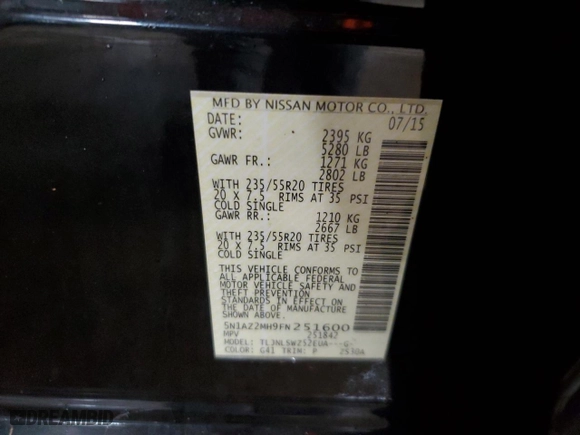 MFD BY NISSAN MOTOR CO., LTD.
DATE: 07/15
GVWR: 2395 KG
5280 LB
GAWR FR.: 1271 KG
2802 LB
WITH 235/55R20 TIRES
20 X 7.5 RIMS AT 35 PSI
COLD SINGLE
GAWR RR.: 1210 KG
2667 LB
WITH 235/55R20 TIRES
20 X 7.5 RIMS AT 35 PSI
COLD SINGLE
THIS VEHICLE CONFORMS TO
ALL APPLICABLE FEDERAL
MOTOR VEHICLE SAFETY AND
THEFT PREVENTION
STANDARDS IN EFFECT ON THE
DATE OF MANUFACTURE SHOWN
5N1AZ2MH9FN251600
MPV 251842
MODEL: TLJNLSWZ52EUA---G-
COLOR: G41 TRIM: P 2530A
DREAMBID